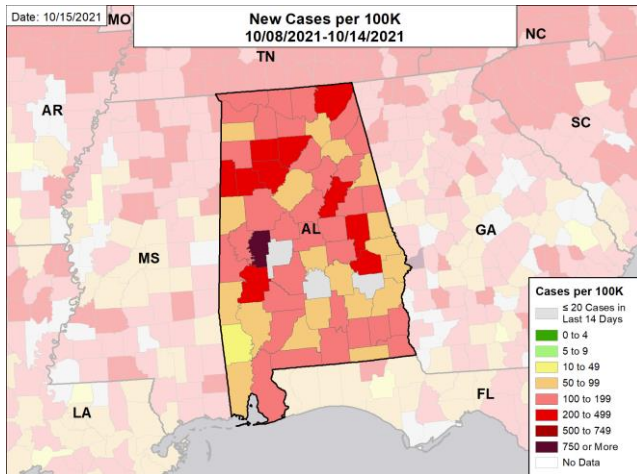 Date: 10/15/2021
New Cases per 100K
10/08/2021-10/14/2021
MO
TN
NC
AR
SC
MS
AL
GA
LA
FL
Cases per 100K
≤ 20 Cases in
Last 14 Days
0 to 4
5 to 9
10 to 49
50 to 99
100 to 199
200 to 499
500 to 749
750 or More
No Data